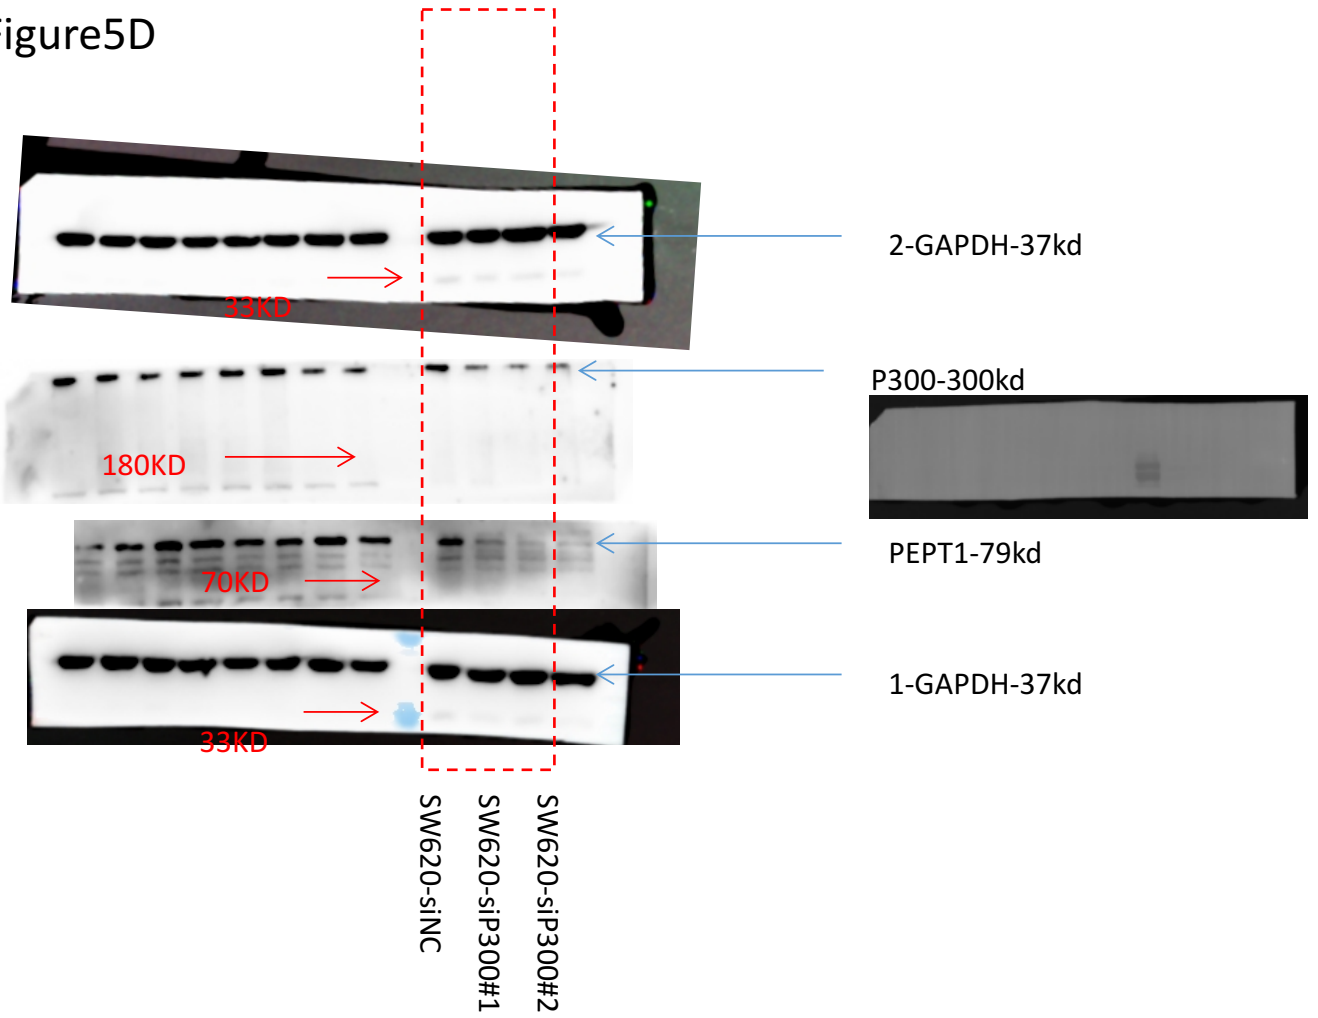 igure5D
2-GAPDH-37kd
33KD
P300-300kd
180KD
PEPT1-79kd
70KD
1-GAPDH-37kd
33KD
SW620-siNC
SW620-siP300#1
SW620-siP300#2